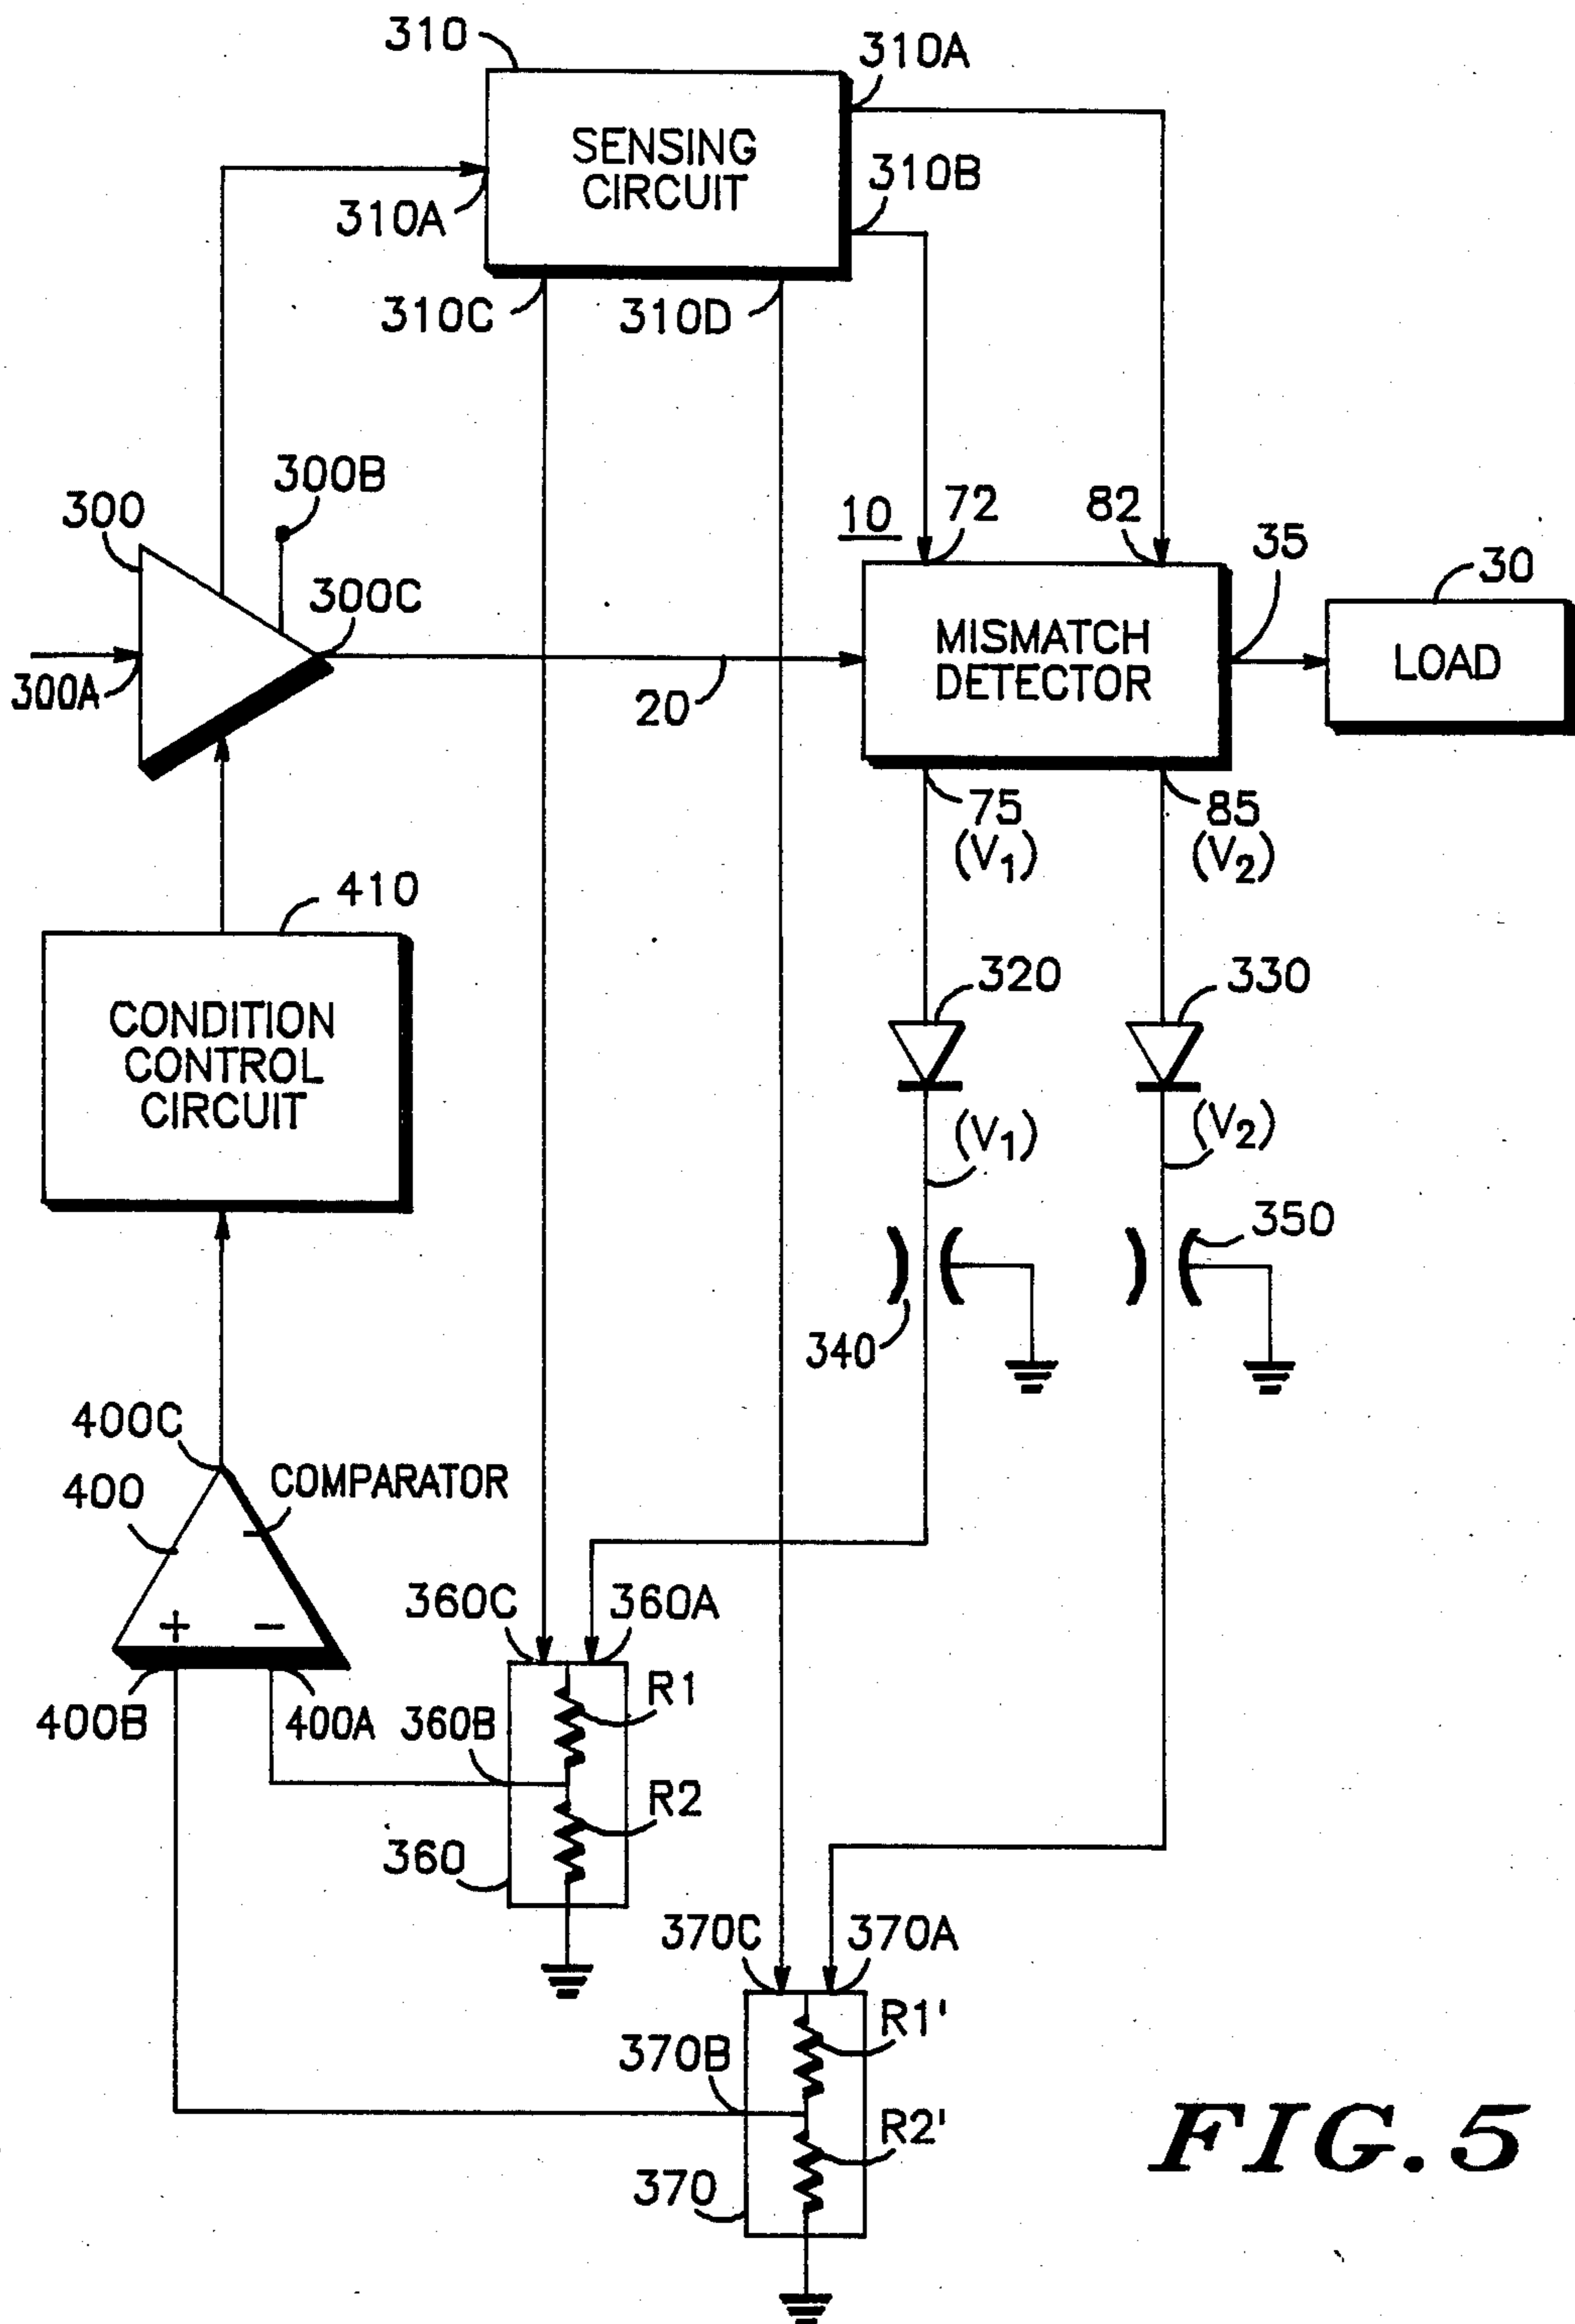 310
310A
SENSING
CIRCUIT
310B
310A
310C
310D
300B
300
10
72
82
35
30
300C
MISMATCH
DETECTOR
LOAD
300A
20
75
(V1)
85
(V2)
410
CONDITION
CONTROL
CIRCUIT
320
330
(V1)
(V2)
350
340
400C
COMPARATOR
400
360C
360A
+
−
R1
400B
400A
360B
R2
360
370C
370A
R1'
370B
R2'
370
FIG.5